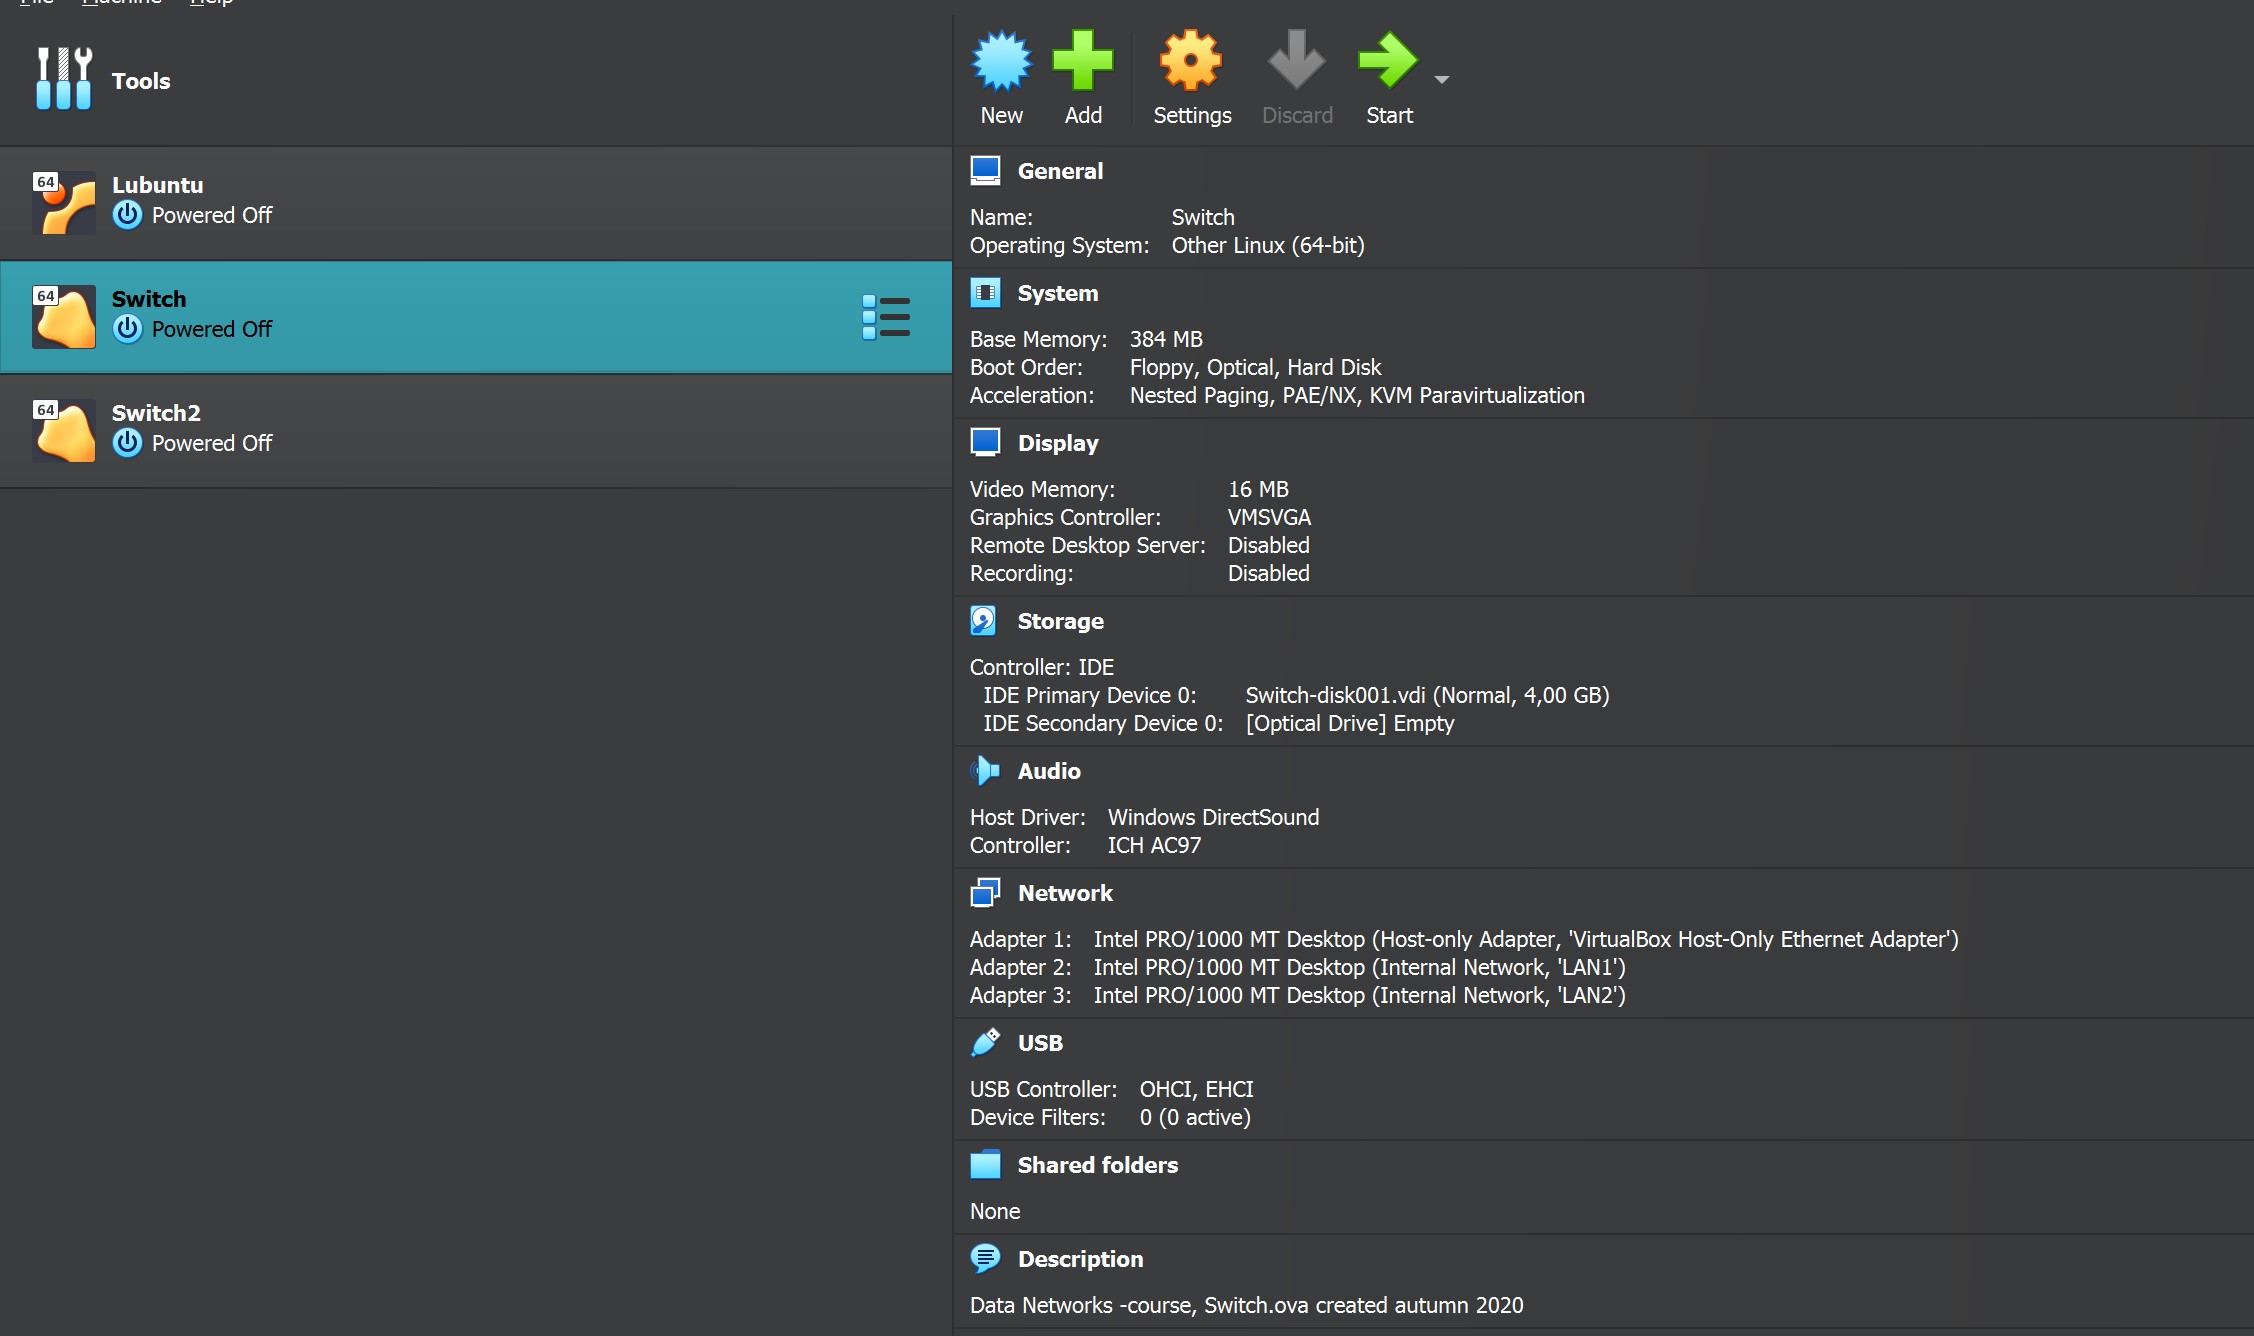 File Machine Help
Tools
New Add Settings Discard Start
64 Lubuntu
Powered Off
64 Switch
Powered Off
64 Switch2
Powered Off
General
Name: Switch
Operating System: Other Linux (64-bit)
System
Base Memory: 384 MB
Boot Order: Floppy, Optical, Hard Disk
Acceleration: Nested Paging, PAE/NX, KVM Paravirtualization
Display
Video Memory: 16 MB
Graphics Controller: VMSVGA
Remote Desktop Server: Disabled
Recording: Disabled
Storage
Controller: IDE
IDE Primary Device 0: Switch-disk001.vdi (Normal, 4,00 GB)
IDE Secondary Device 0: [Optical Drive] Empty
Audio
Host Driver: Windows DirectSound
Controller: ICH AC97
Network
Adapter 1: Intel PRO/1000 MT Desktop (Host-only Adapter, 'VirtualBox Host-Only Ethernet Adapter')
Adapter 2: Intel PRO/1000 MT Desktop (Internal Network, 'LAN1')
Adapter 3: Intel PRO/1000 MT Desktop (Internal Network, 'LAN2')
USB
USB Controller: OHCI, EHCI
Device Filters: 0 (0 active)
Shared folders
None
Description
Data Networks -course, Switch.ova created autumn 2020